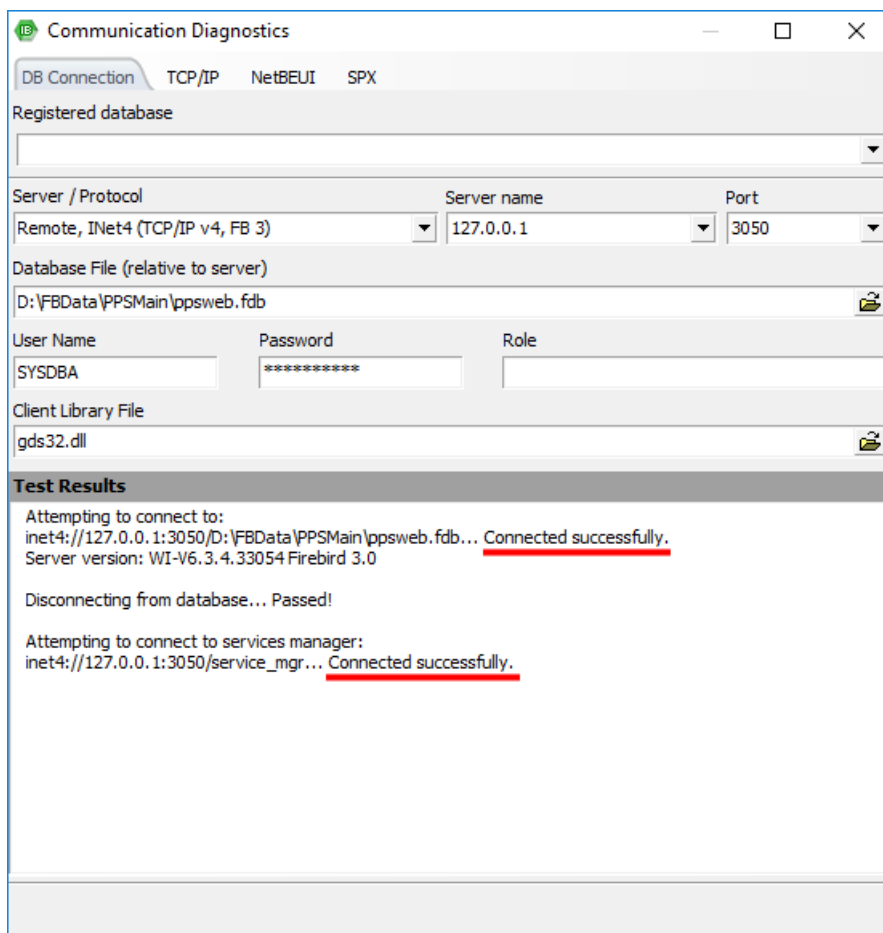 IB Communication Diagnostics
DB Connection TCP/IP NetBEUI SPX
Registered database
Server / Protocol Server name Port
Remote, INet4 (TCP/IP v4, FB 3) 127.0.0.1 3050
Database File (relative to server)
D:\FBData\PPSMain\ppsweb.fdb
User Name Password Role
SYSDBA **********
Client Library File
gds32.dll
Test Results
Attempting to connect to:
inet4://127.0.0.1:3050/D:\FBData\PPSMain\ppsweb.fdb... Connected successfully.
Server version: WI-V6.3.4.33054 Firebird 3.0
Disconnecting from database... Passed!
Attempting to connect to services manager:
inet4://127.0.0.1:3050/service_mgr... Connected successfully.